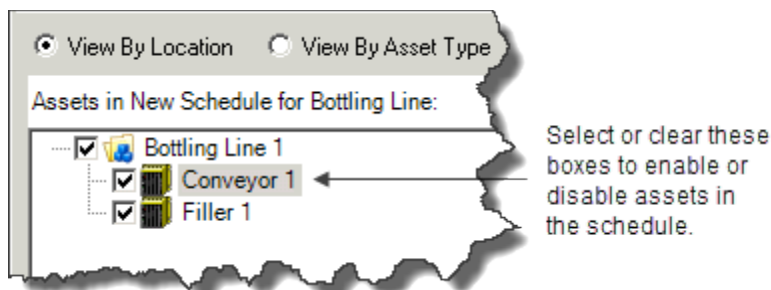 View By Location View By Asset Type
Assets in New Schedule for Bottling Line:
Bottling Line 1
Conveyor 1
Filler 1
Select or clear these
boxes to enable or
disable assets in
the schedule.